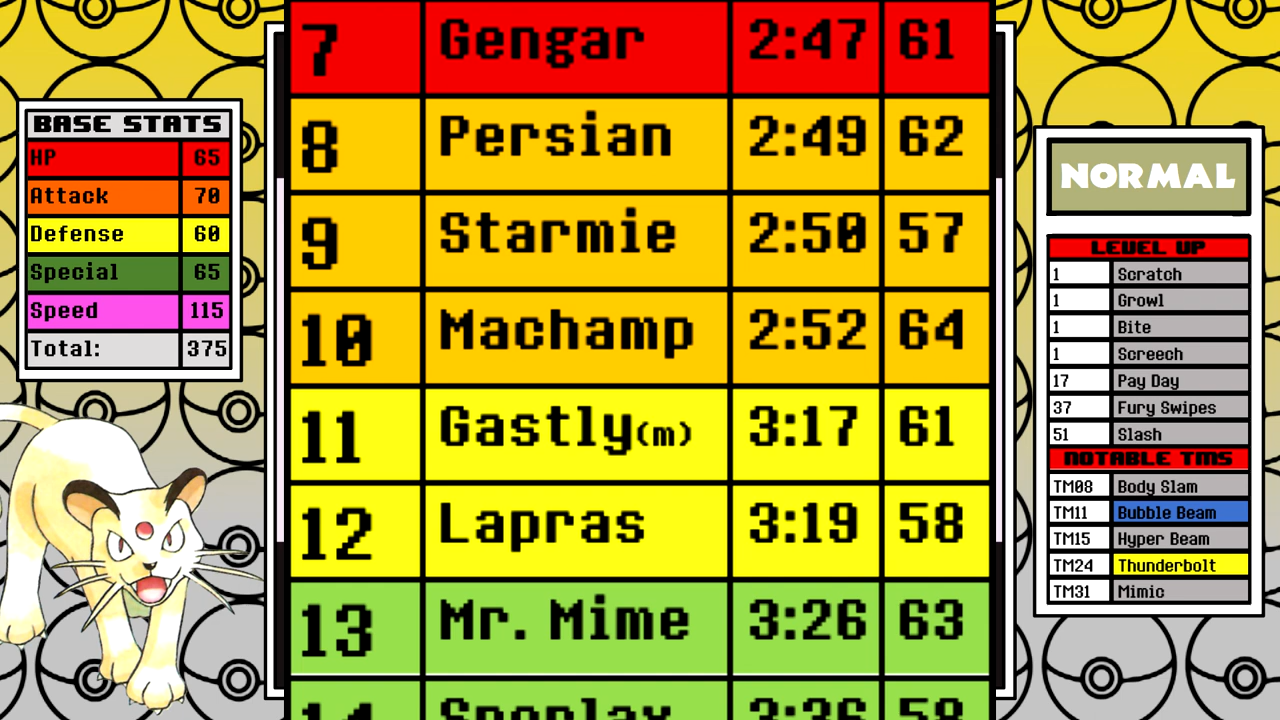 BASE STATS
HP 65
Attack 70
Defense 60
Special 65
Speed 115
Total: 375
7 Gengar 2:47 61
8 Persian 2:49 62
9 Starmie 2:50 57
10 Machamp 2:52 64
11 Gastly(m) 3:17 61
12 Lapras 3:19 58
13 Mr. Mime 3:26 63
14 3:36 58
NORMAL
LEVEL UP
1 Scratch
1 Growl
1 Bite
1 Screech
17 Pay Day
37 Fury Swipes
51 Slash
NOTABLE TMS
TM08 Body Slam
TM11 Bubble Beam
TM15 Hyper Beam
TM24 Thunderbolt
TM31 Mimic